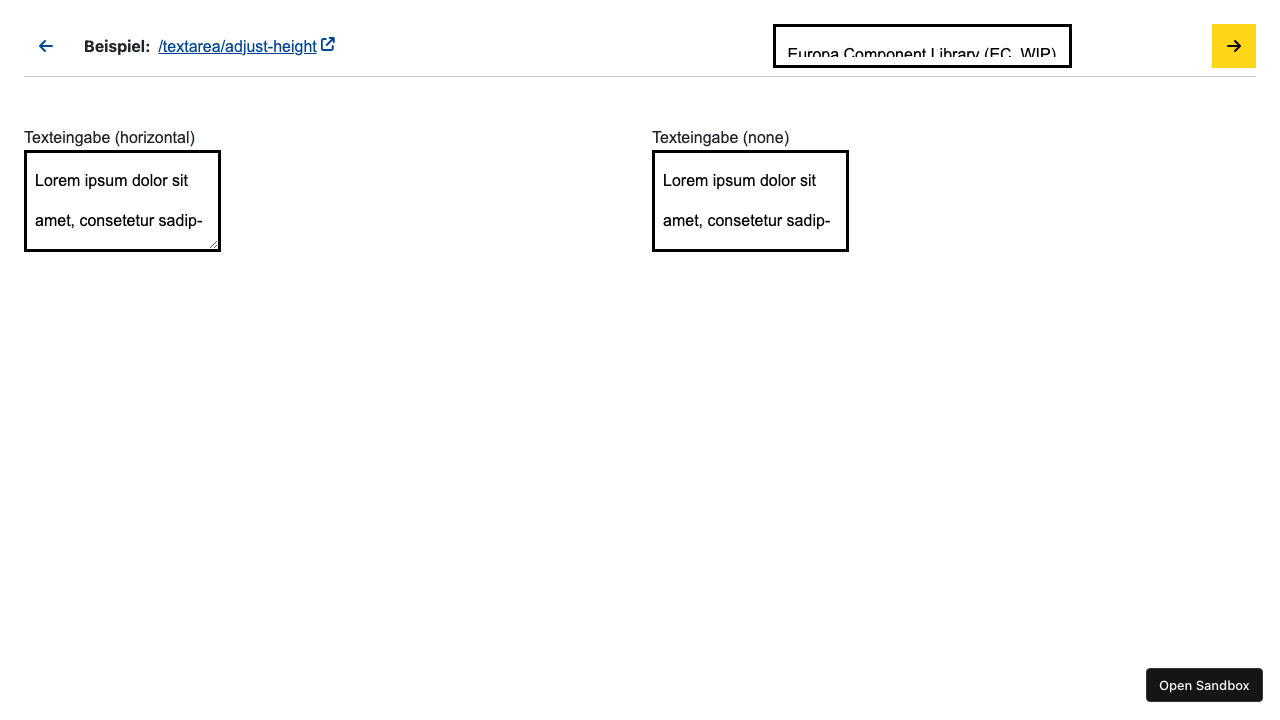 Beispiel: /textarea/adjust-height
Europa Component Library (EC, WIP)
Texteingabe (horizontal)
Lorem ipsum dolor sit
amet, consetetur sadip-
Texteingabe (none)
Lorem ipsum dolor sit
amet, consetetur sadip-
Open Sandbox